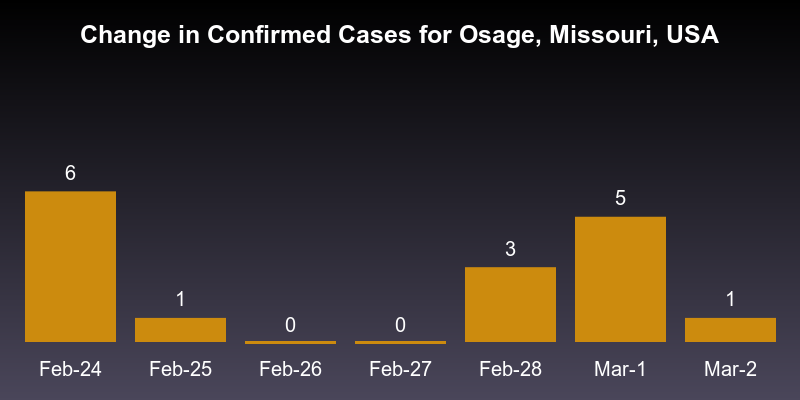 Change in Confirmed Cases for Osage, Missouri, USA
6
1
0
0
3
5
1
Feb-24
Feb-25
Feb-26
Feb-27
Feb-28
Mar-1
Mar-2